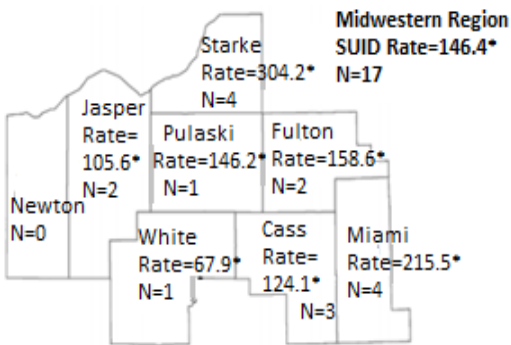 Midwestern Region
SUID Rate=146.4*
N=17
Starke
Rate=304.2*
N=4
Jasper
Rate=
105.6*
N=2
Pulaski
Rate=146.2*
N=1
Fulton
Rate=158.6*
N=2
Newton
N=0
White
Rate=67.9*
N=1
Cass
Rate=
124.1*
N=3
Miami
Rate=215.5*
N=4